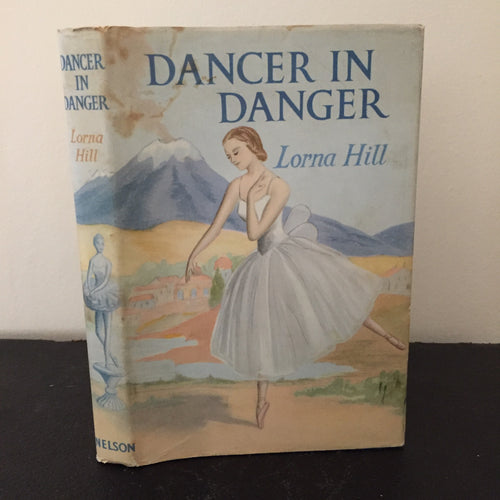 DANCER
IN
DANGER
Lorna
Hill
NELSON
DANCER IN
DANGER
Lorna Hill